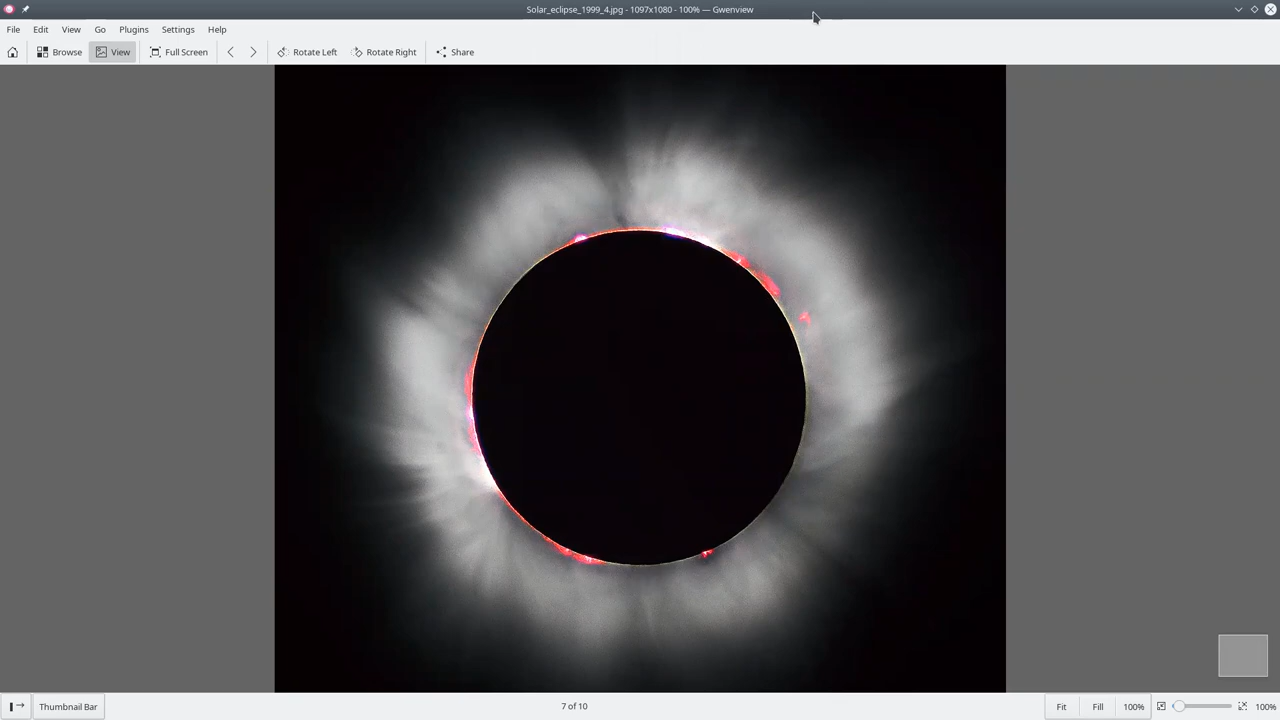 Solar_eclipse_1999_4.jpg - 1097x1080 - 100% — Gwenview
File Edit View Go Plugins Settings Help
Browse View Full Screen Rotate Left Rotate Right Share
Thumbnail Bar 7 of 10 Fit Fill 100% 100%